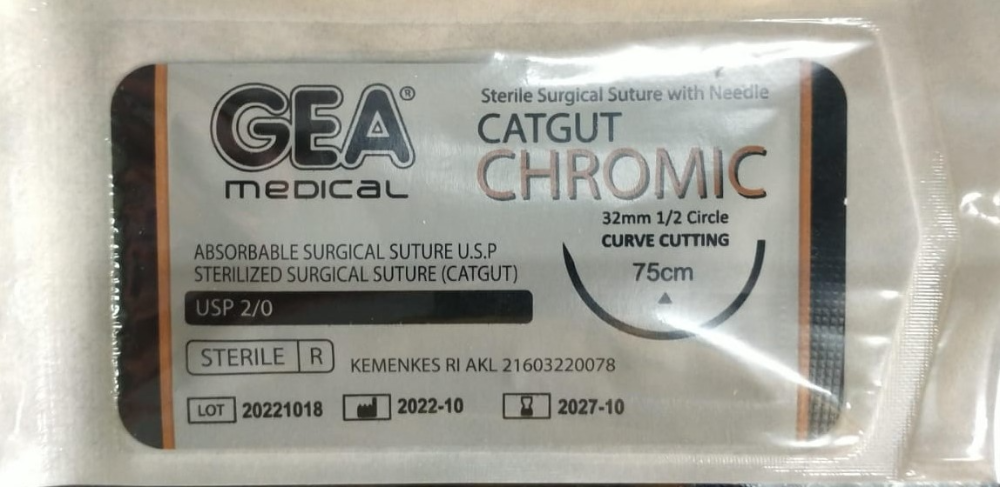 GEA®
MEDICAL
Sterile Surgical Suture with Needle
CATGUT
CHROMIC
32mm 1/2 Circle
CURVE CUTTING
75cm
ABSORBABLE SURGICAL SUTURE U.S.P
STERILIZED SURGICAL SUTURE (CATGUT)
USP 2/0
STERILE R
KEMENKES RI AKL 21603220078
LOT 20221018 2022-10 2027-10